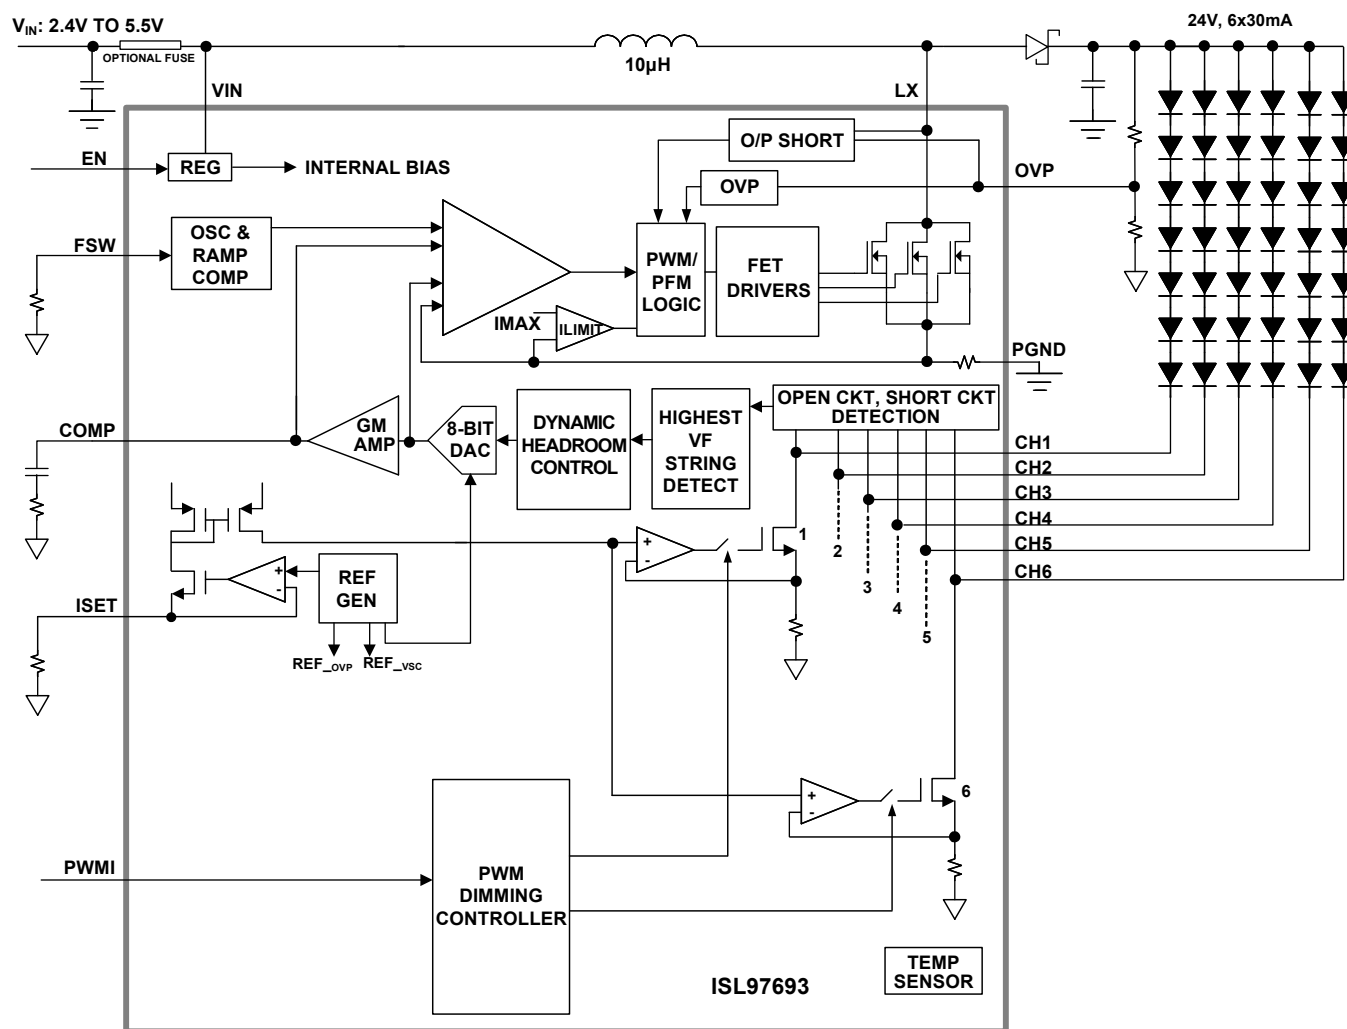 V_IN: 2.4V TO 5.5V
24V, 6x30mA
OPTIONAL FUSE
10µH
VIN
LX
O/P SHORT
EN
REG
INTERNAL BIAS
OVP
OVP
FSW
OSC &
RAMP
COMP
PWM/
PFM
LOGIC
FET
DRIVERS
IMAX
ILIMIT
PGND
OPEN CKT, SHORT CKT
DETECTION
COMP
GM
AMP
8-BIT
DAC
DYNAMIC
HEADROOM
CONTROL
HIGHEST
VF
STRING
DETECT
CH1
CH2
CH3
CH4
CH5
CH6
+
-
1
2
3
4
5
+
-
REF
GEN
ISET
REF_OVP
REF_VSC
+
-
6
PWMI
PWM
DIMMING
CONTROLLER
TEMP
SENSOR
ISL97693